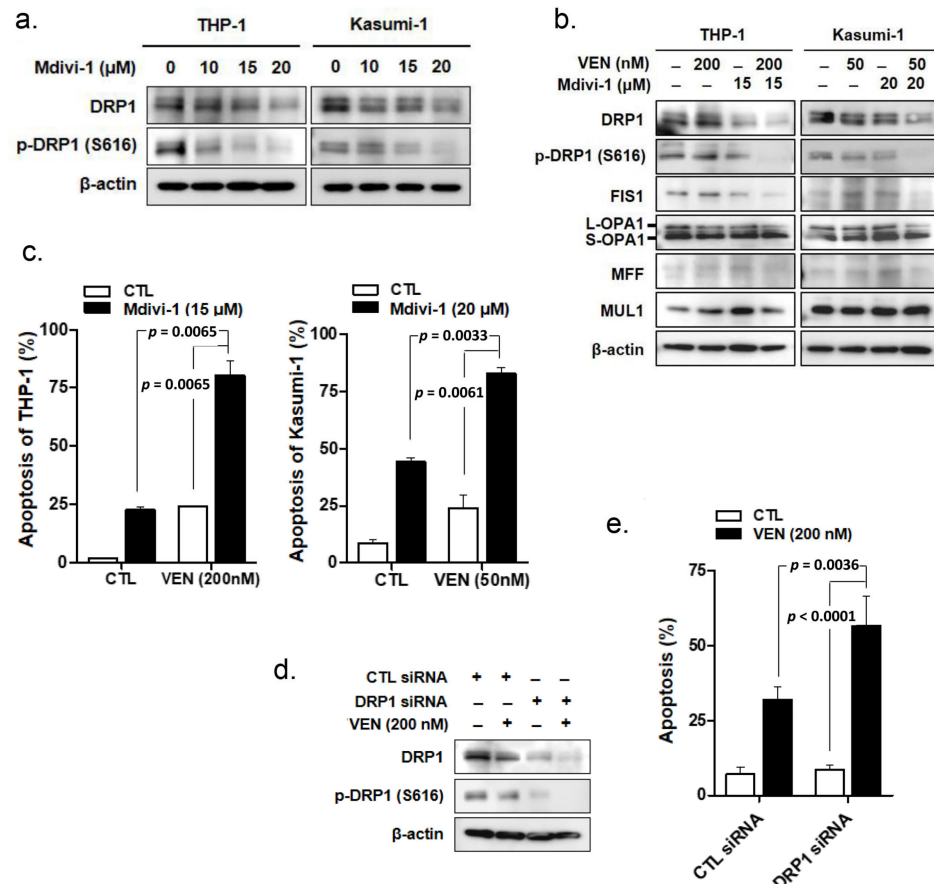 a.
THP-1 Kasumi-1
Mdivi-1 (µM) 0 10 15 20 0 10 15 20
DRP1
p-DRP1 (S616)
β-actin
b.
THP-1 Kasumi-1
VEN (nM) – 200 – 200 – 50 – 50
Mdivi-1 (µM) – – 15 15 – – 20 20
DRP1
p-DRP1 (S616)
FIS1
L-OPA1
S-OPA1
MFF
MUL1
β-actin
c.
CTL
Mdivi-1 (15 µM)
Apoptosis of THP-1 (%)
100
75
50
25
0
p = 0.0065
p = 0.0065
CTL VEN (200nM)
CTL
Mdivi-1 (20 µM)
Apoptosis of Kasumi-1 (%)
100
75
50
25
0
p = 0.0033
p = 0.0061
CTL VEN (50nM)
d.
CTL siRNA + + – –
DRP1 siRNA – – + +
VEN (200 nM) – + – +
DRP1
p-DRP1 (S616)
β-actin
e.
CTL
VEN (200 nM)
Apoptosis (%)
75
50
25
0
p = 0.0036
p < 0.0001
CTL siRNA
DRP1 siRNA